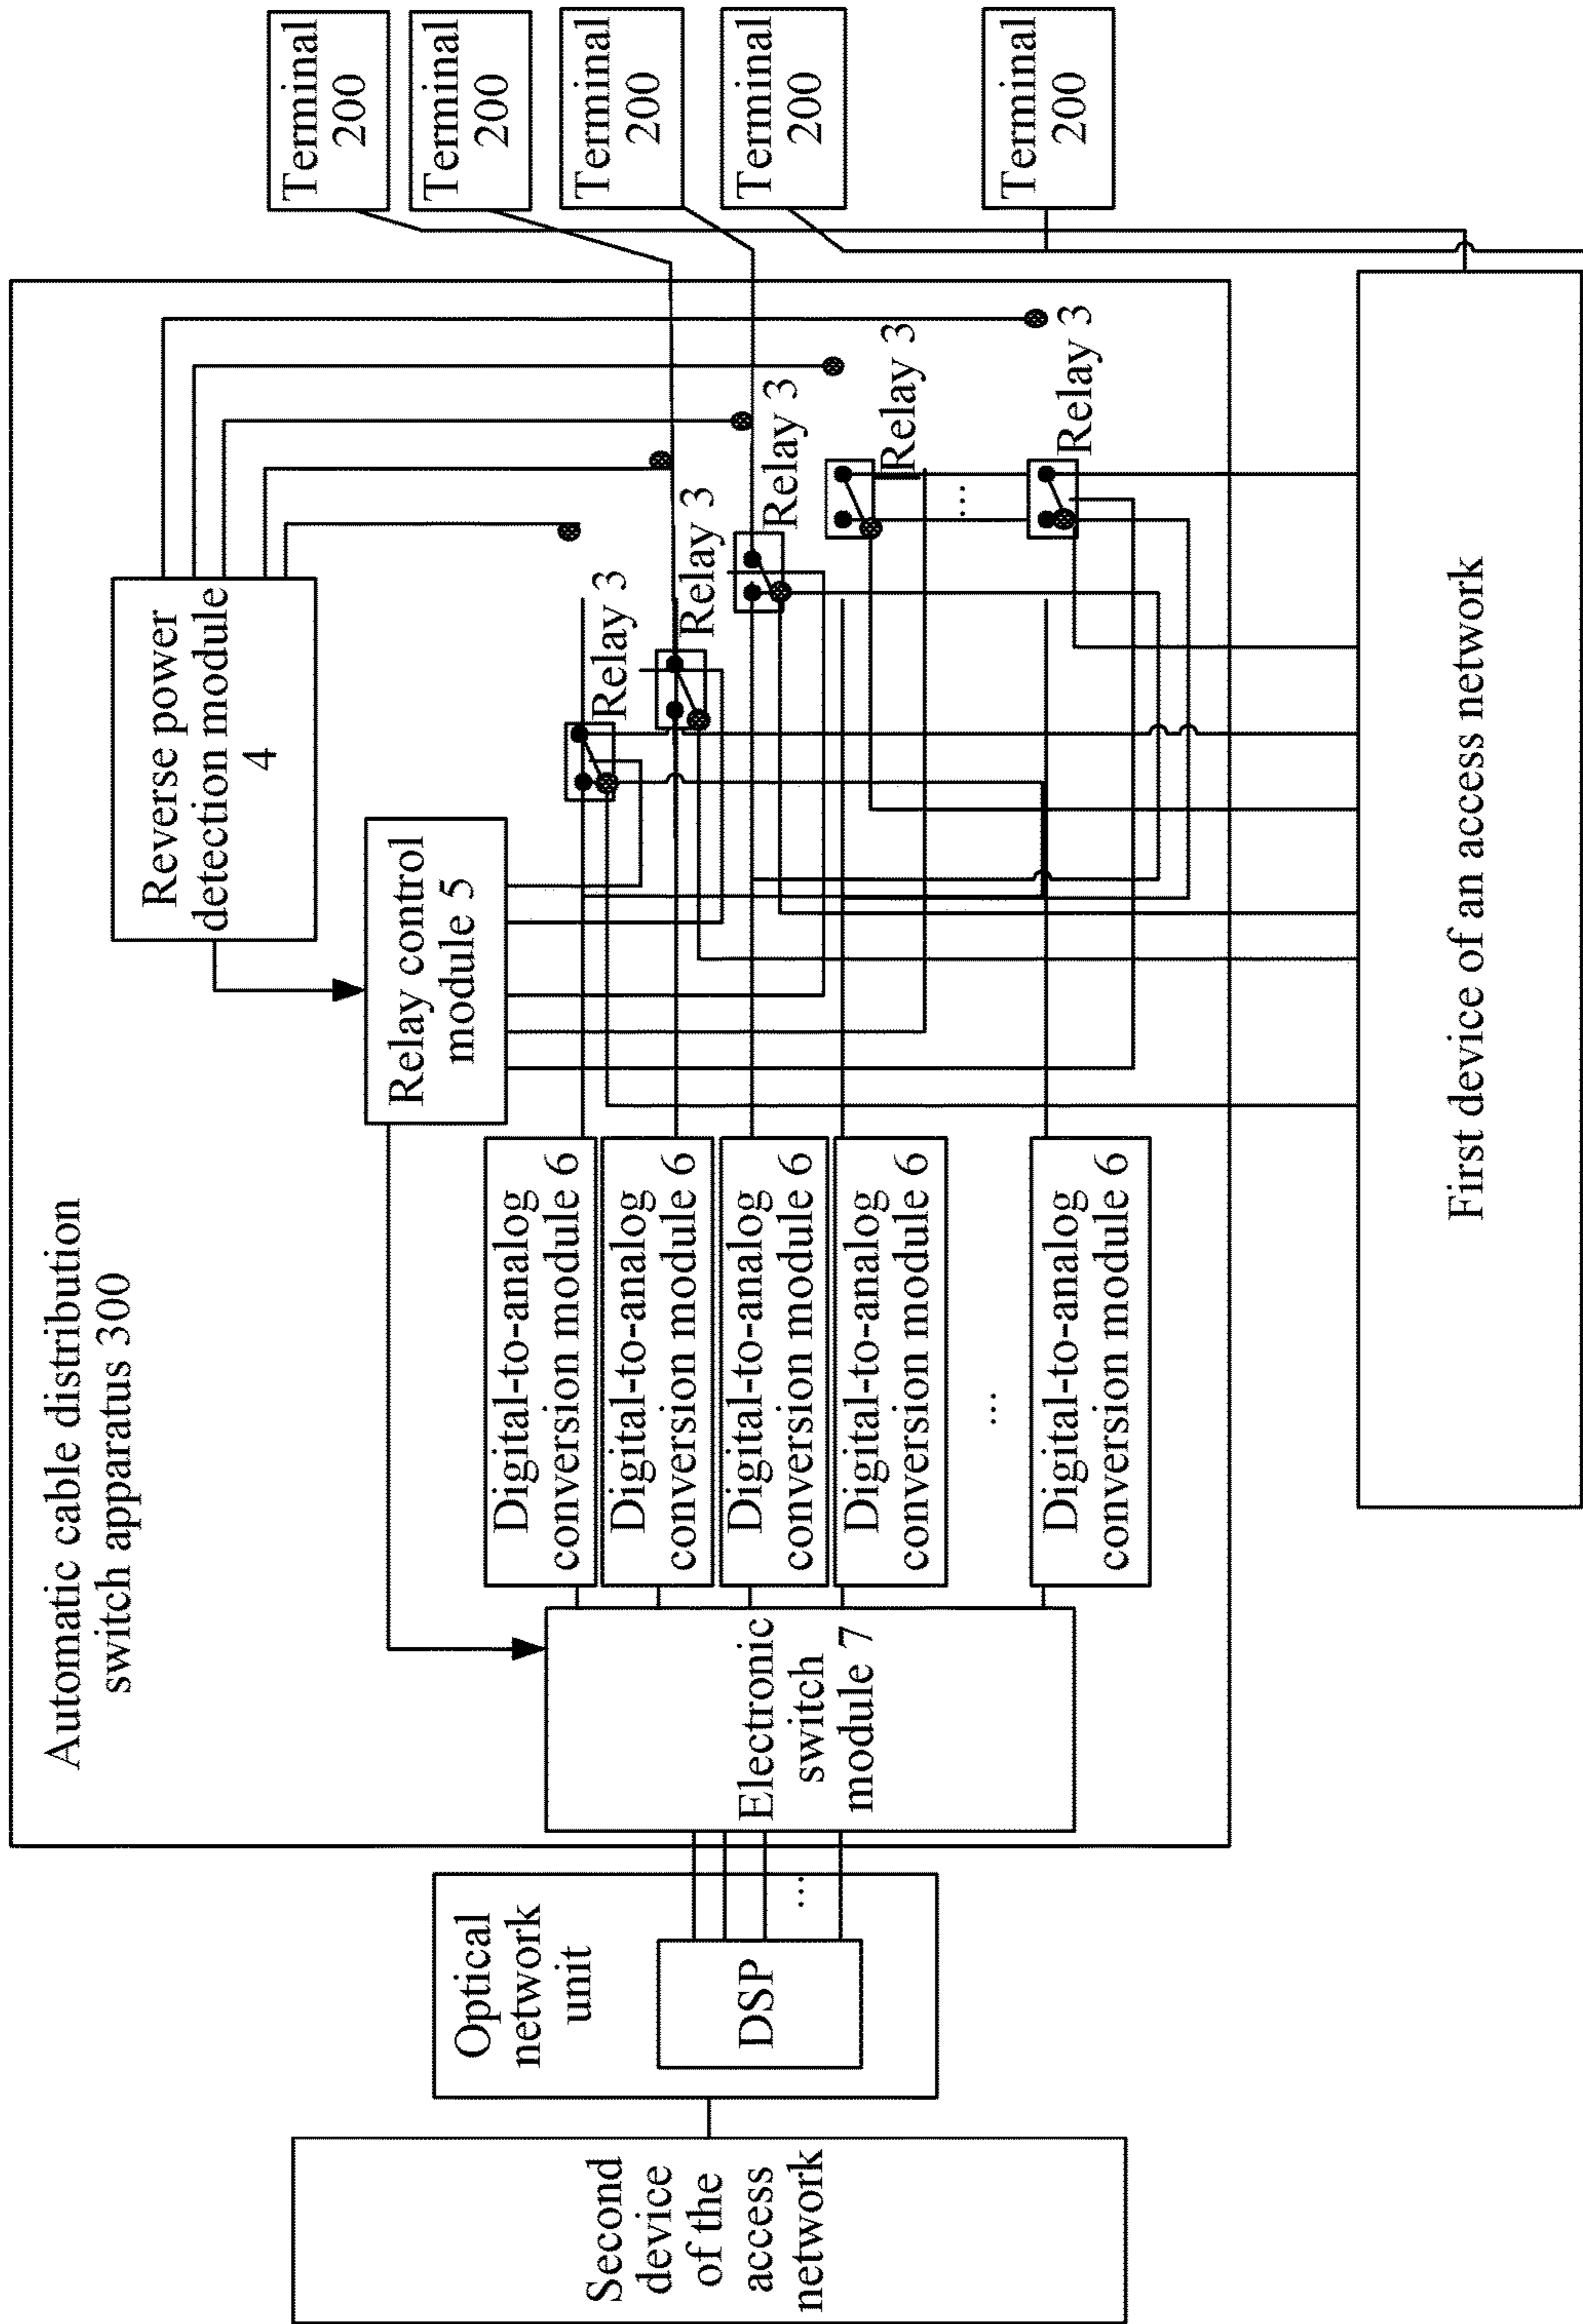 Automatic cable distribution
switch apparatus 300
Reverse power
detection module
4
Relay control
module 5
Second
device
of the
access
network
Optical
network
unit
DSP
...
Electronic
switch
module 7
Digital-to-analog
conversion module 6
Digital-to-analog
conversion module 6
Digital-to-analog
conversion module 6
Digital-to-analog
conversion module 6
...
Digital-to-analog
conversion module 6
Relay 3
Relay 3
Relay 3
Relay 3
...
Relay 3
Terminal
200
Terminal
200
Terminal
200
Terminal
200
Terminal
200
First device of an access network